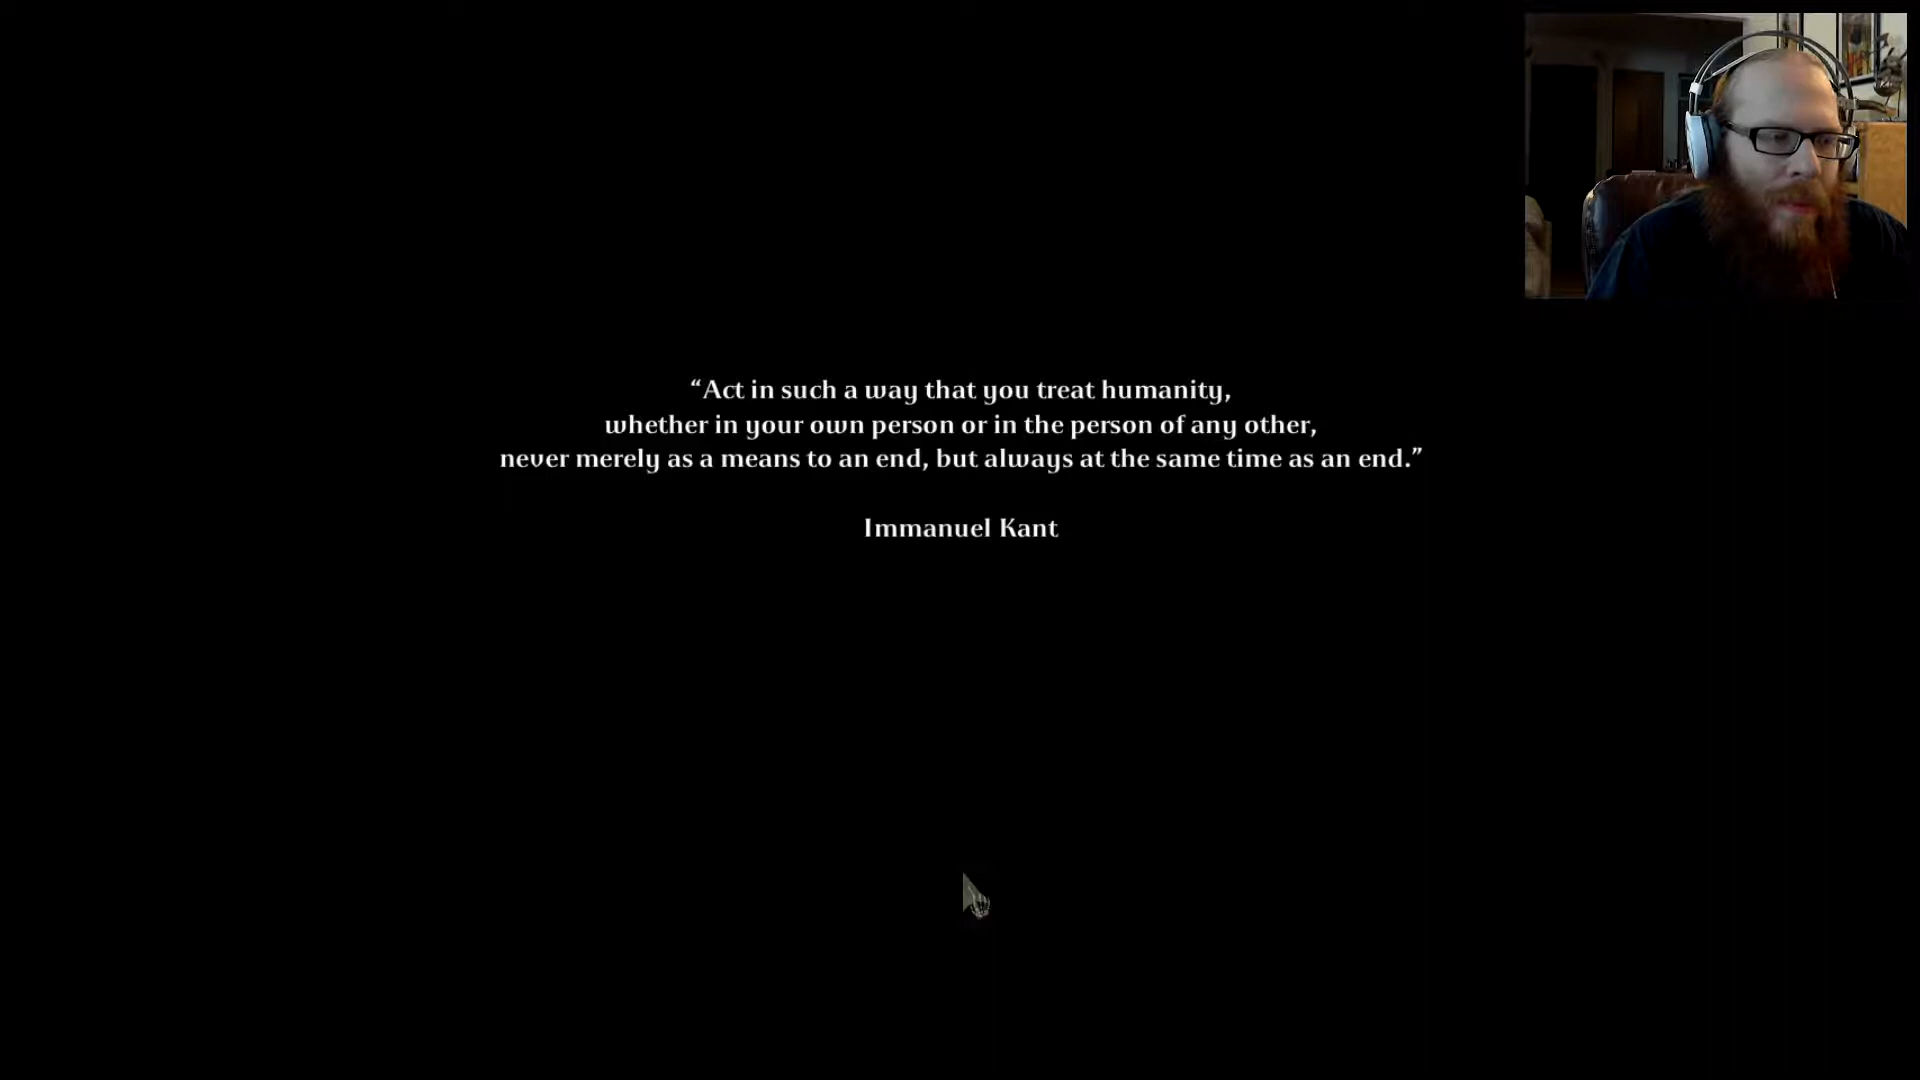 “Act in such a way that you treat humanity,
whether in your own person or in the person of any other,
never merely as a means to an end, but always at the same time as an end.”
Immanuel Kant